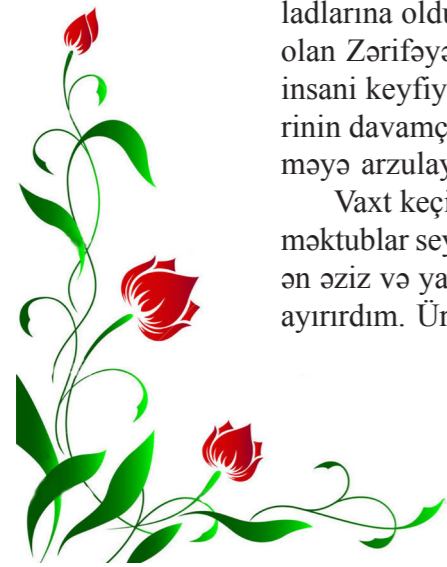 ladlarına oldu
olan Zərifəyə
insani keyfiy
rinin davamç
məyə arzulay
Vaxt keçi
məktublar sey
ən əziz və ya
ayırırdım. Ür